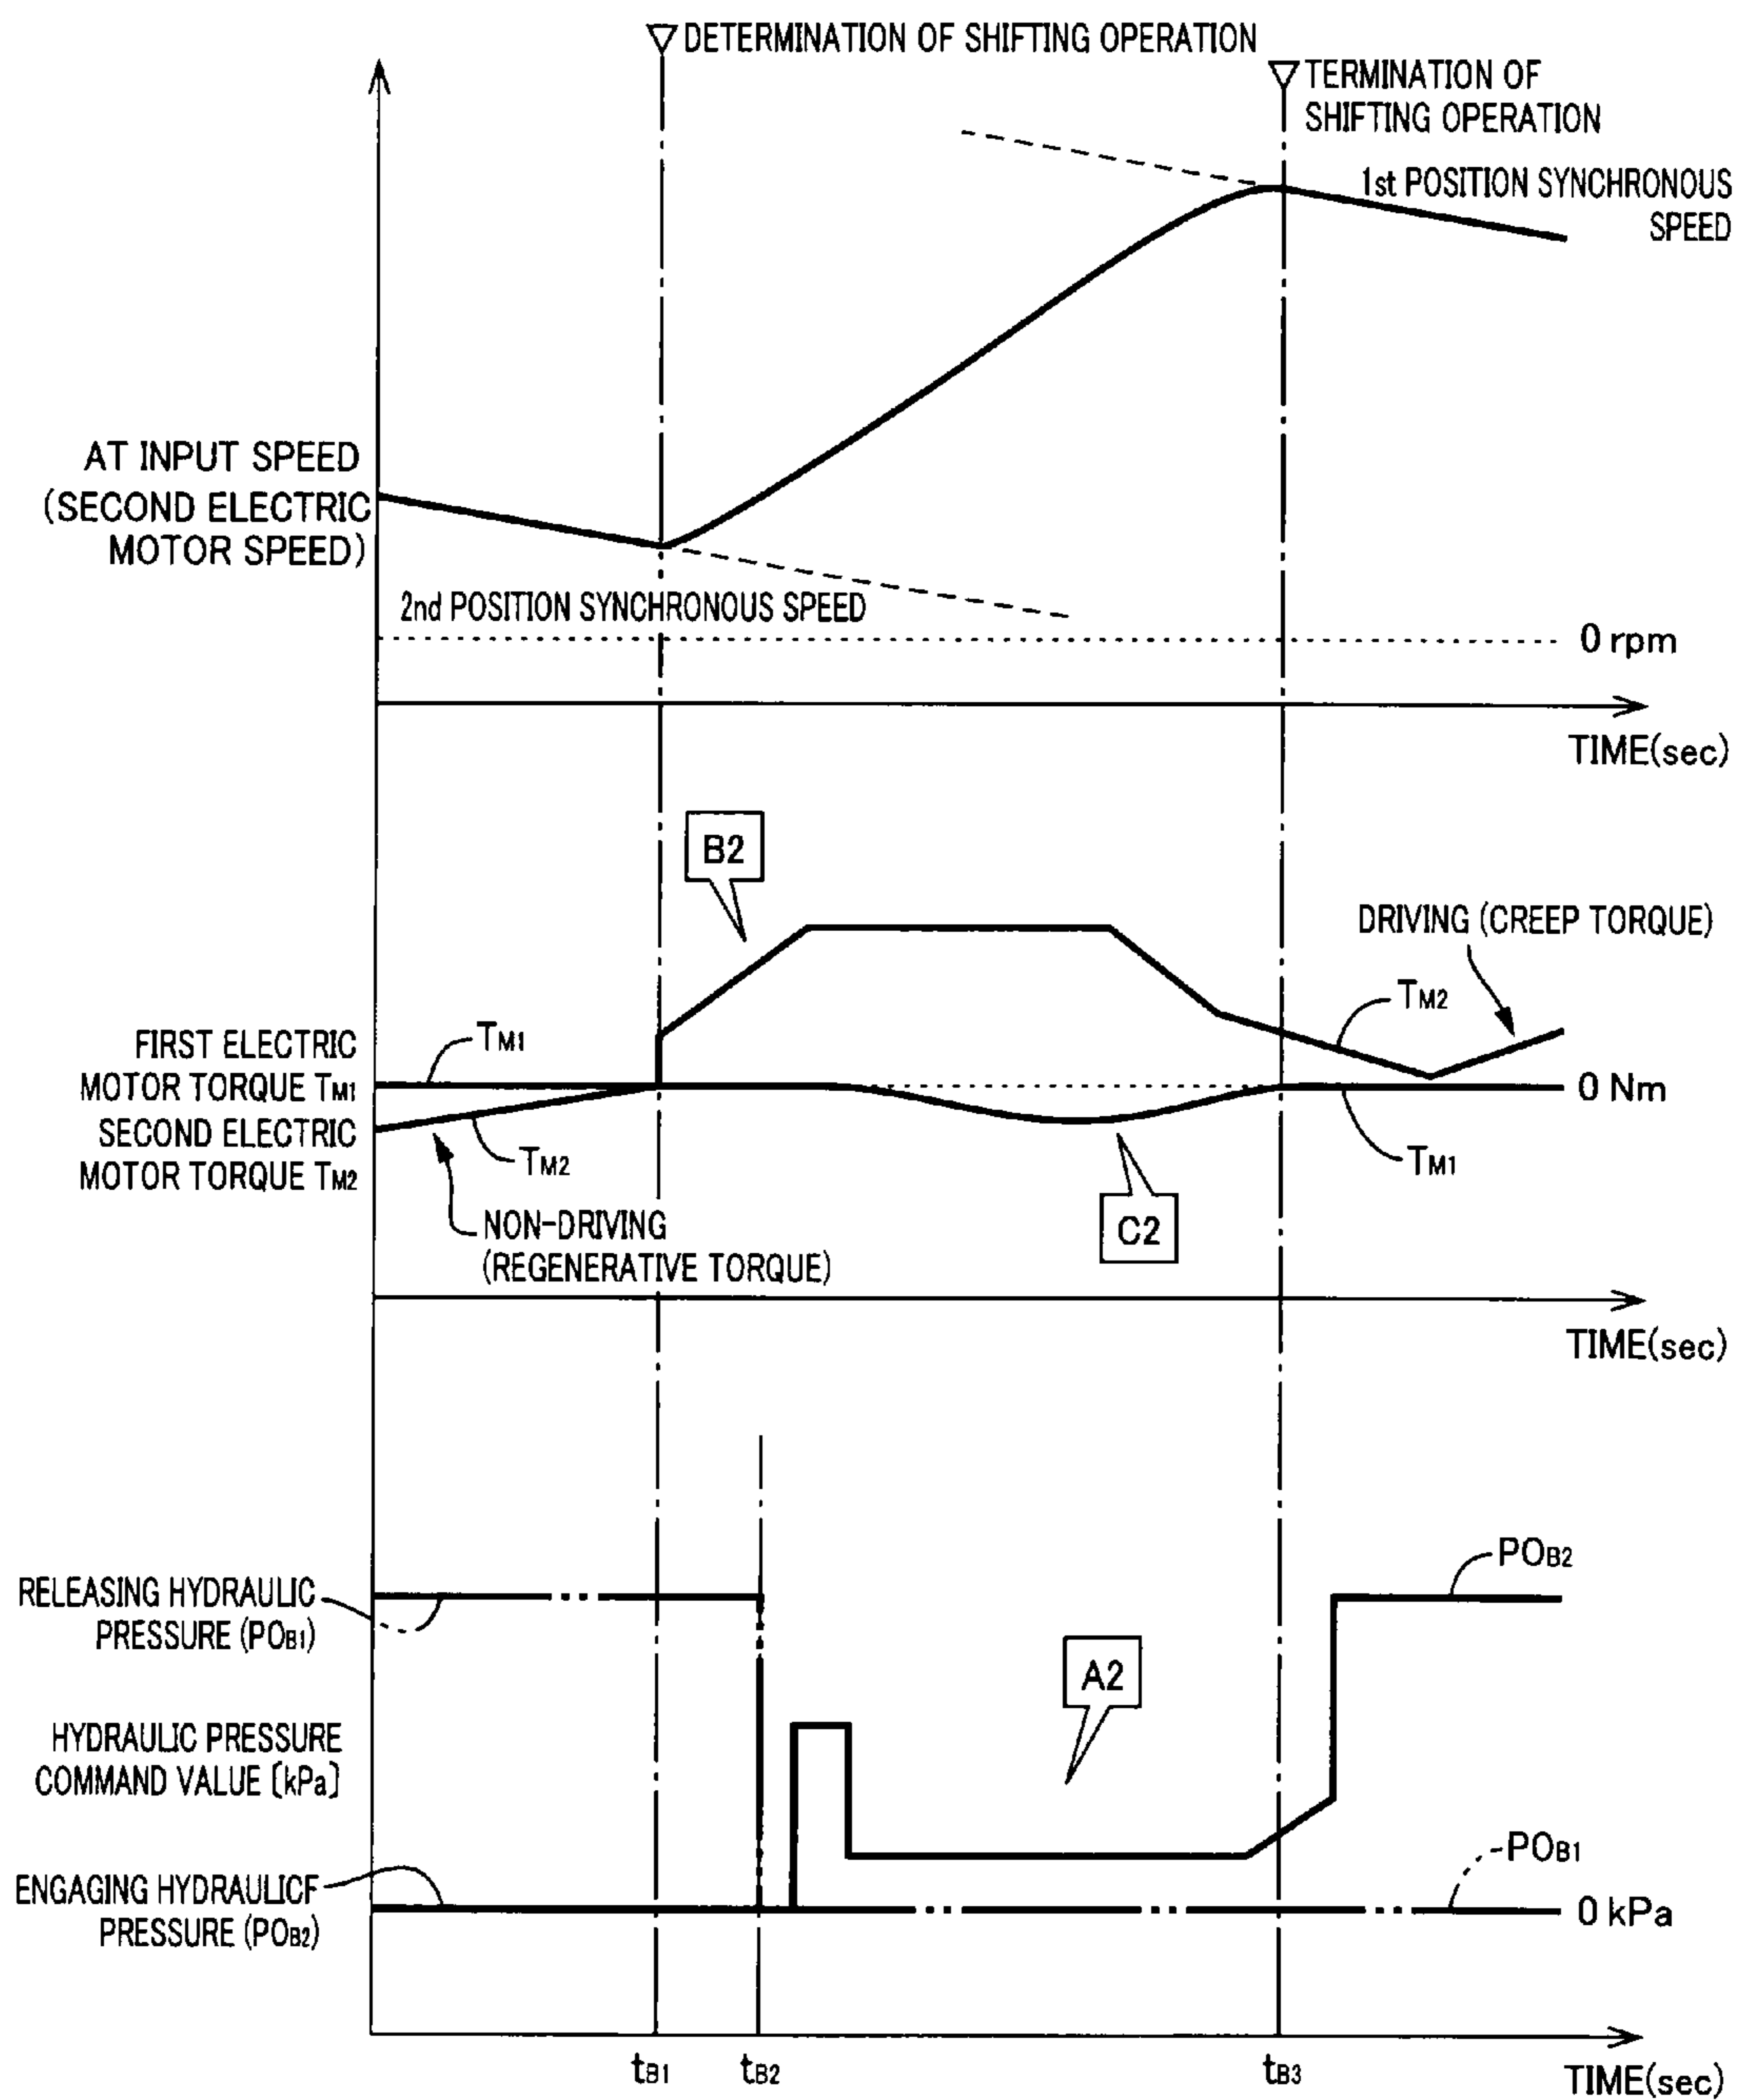 DETERMINATION OF SHIFTING OPERATION
TERMINATION OF
SHIFTING OPERATION
1st POSITION SYNCHRONOUS
SPEED
AT INPUT SPEED
(SECOND ELECTRIC
MOTOR SPEED)
2nd POSITION SYNCHRONOUS SPEED
0 rpm
TIME(sec)
B2
DRIVING (CREEP TORQUE)
TM2
FIRST ELECTRIC
MOTOR TORQUE TM1
TM1
0 Nm
SECOND ELECTRIC
MOTOR TORQUE TM2
TM2
TM1
C2
NON-DRIVING
(REGENERATIVE TORQUE)
TIME(sec)
POB2
RELEASING HYDRAULIC
PRESSURE (POB1)
A2
HYDRAULIC PRESSURE
COMMAND VALUE [kPa]
POB1
ENGAGING HYDRAULICF
PRESSURE (POB2)
0 kPa
tB1
tB2
tB3
TIME(sec)